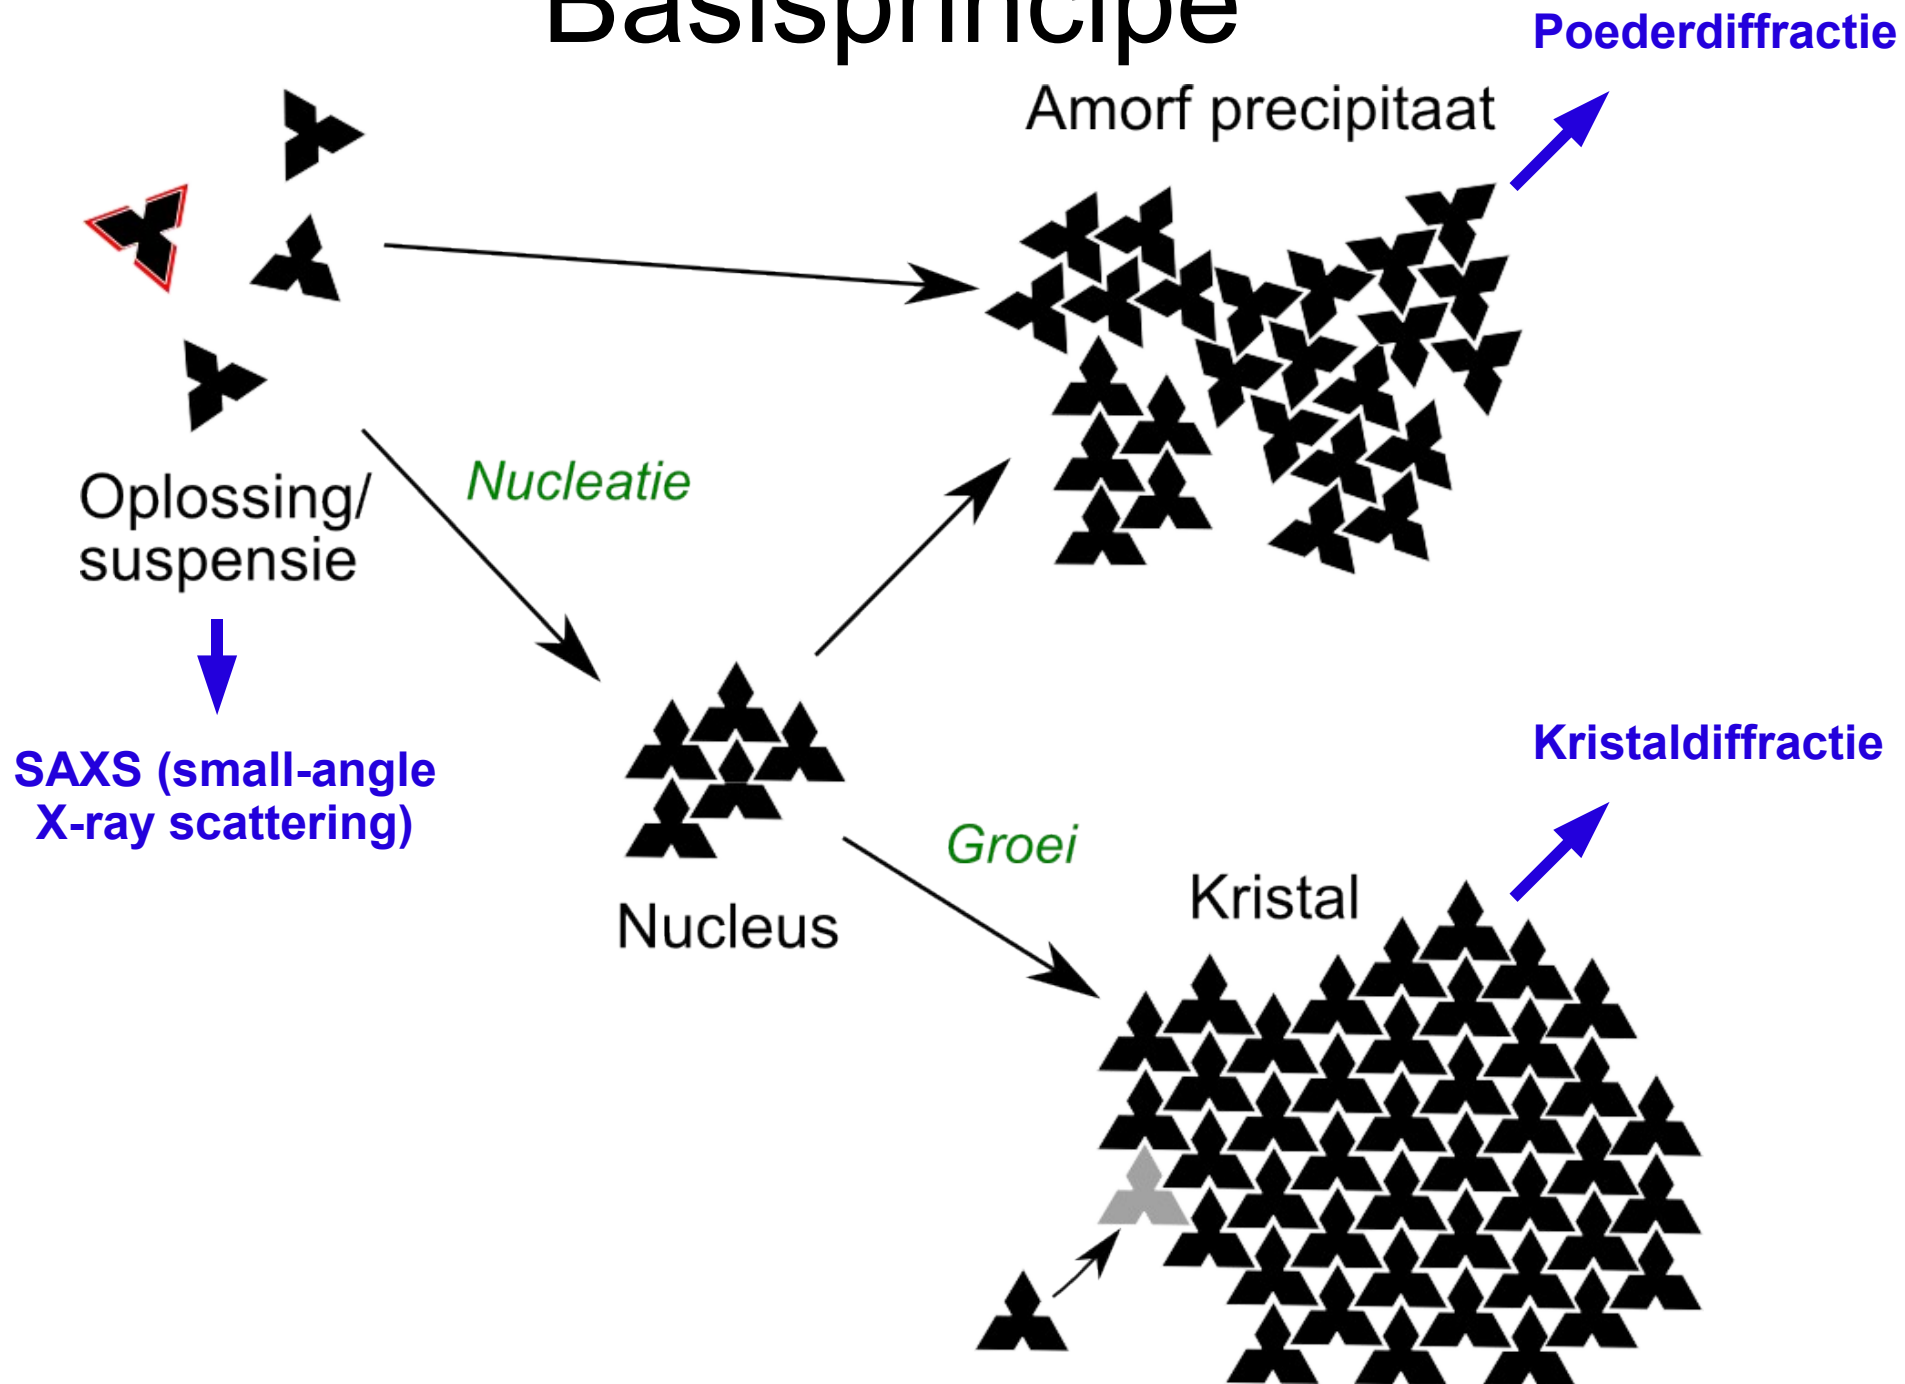 Basisprincipe
Poederdiffractie
Amorf precipitaat
Nucleatie
Oplossing/
suspensie
SAXS (small-angle
X-ray scattering)
Kristaldiffractie
Groei
Kristal
Nucleus